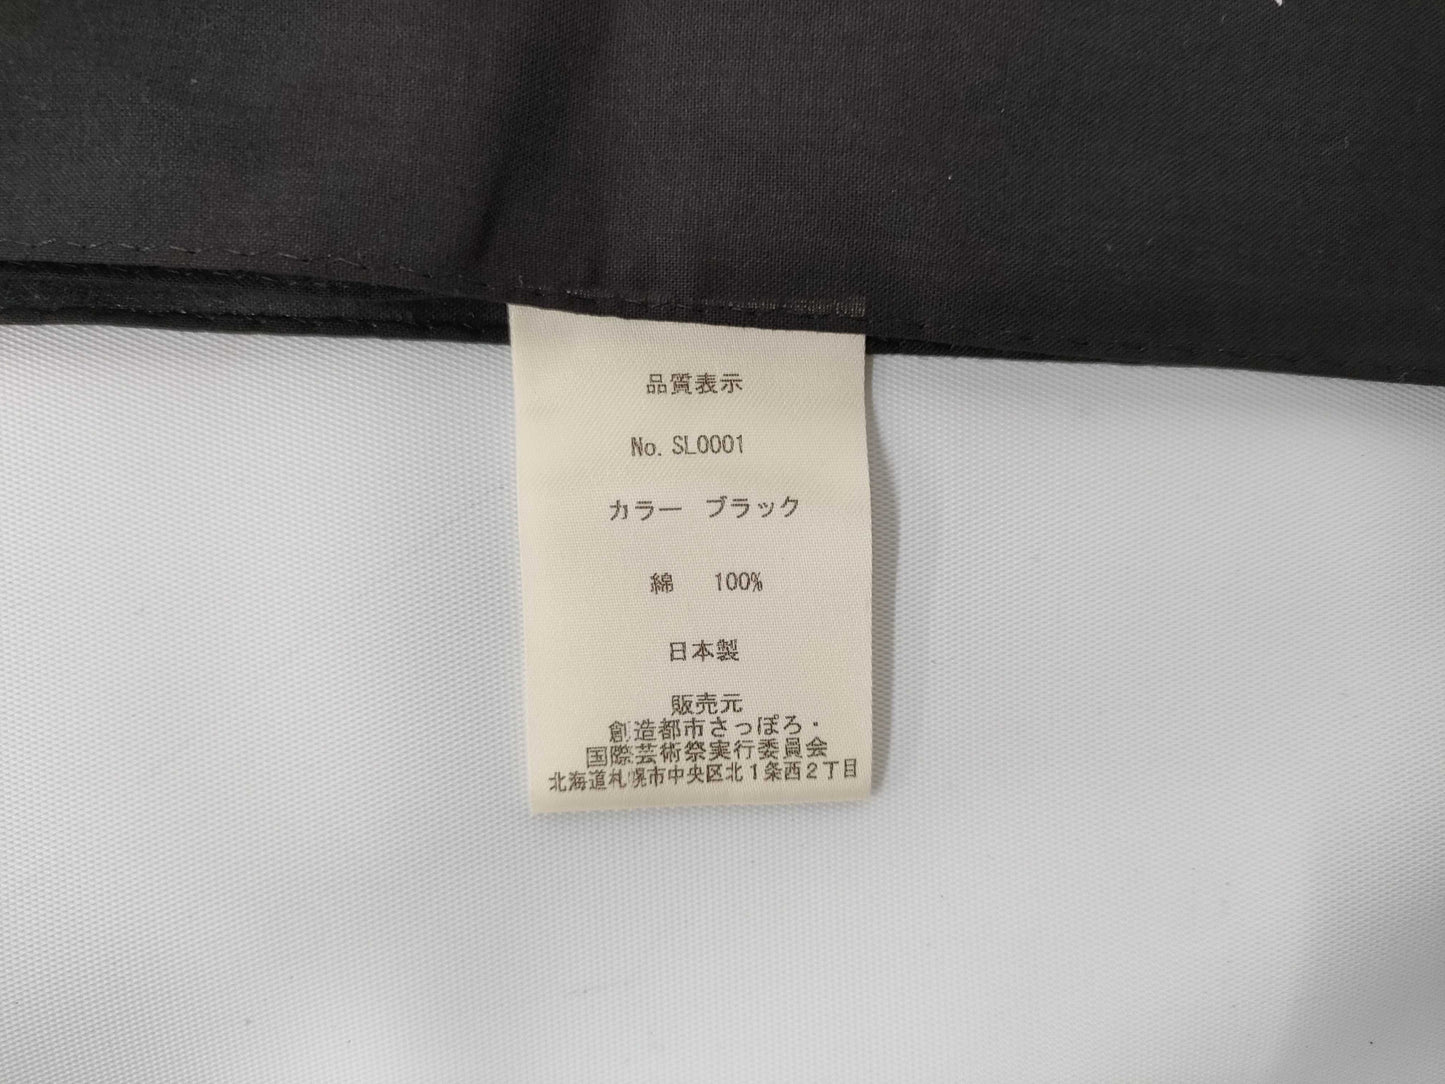 品質表示
No. SL0001
カラー ブラック
綿 100%
日本製
販売元
創造都市さっぽろ・
国際芸術祭実行委員会
北海道札幌市中央区北１条西２丁目